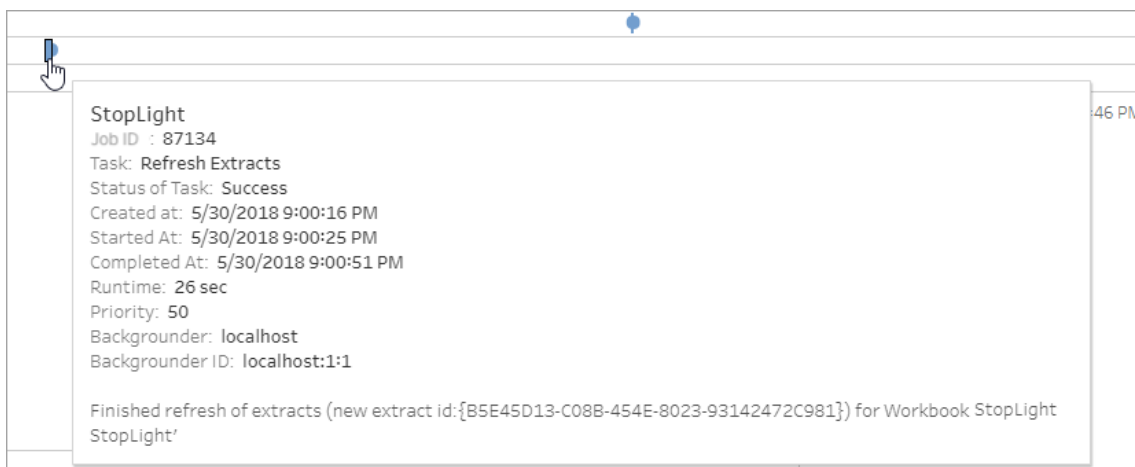 :46 PM
StopLight
Job ID : 87134
Task: Refresh Extracts
Status of Task: Success
Created at: 5/30/2018 9:00:16 PM
Started At: 5/30/2018 9:00:25 PM
Completed At: 5/30/2018 9:00:51 PM
Runtime: 26 sec
Priority: 50
Backgrounder: localhost
Backgrounder ID: localhost:1:1
Finished refresh of extracts (new extract id:{B5E45D13-C08B-454E-8023-93142472C981}) for Workbook StopLight
StopLight’